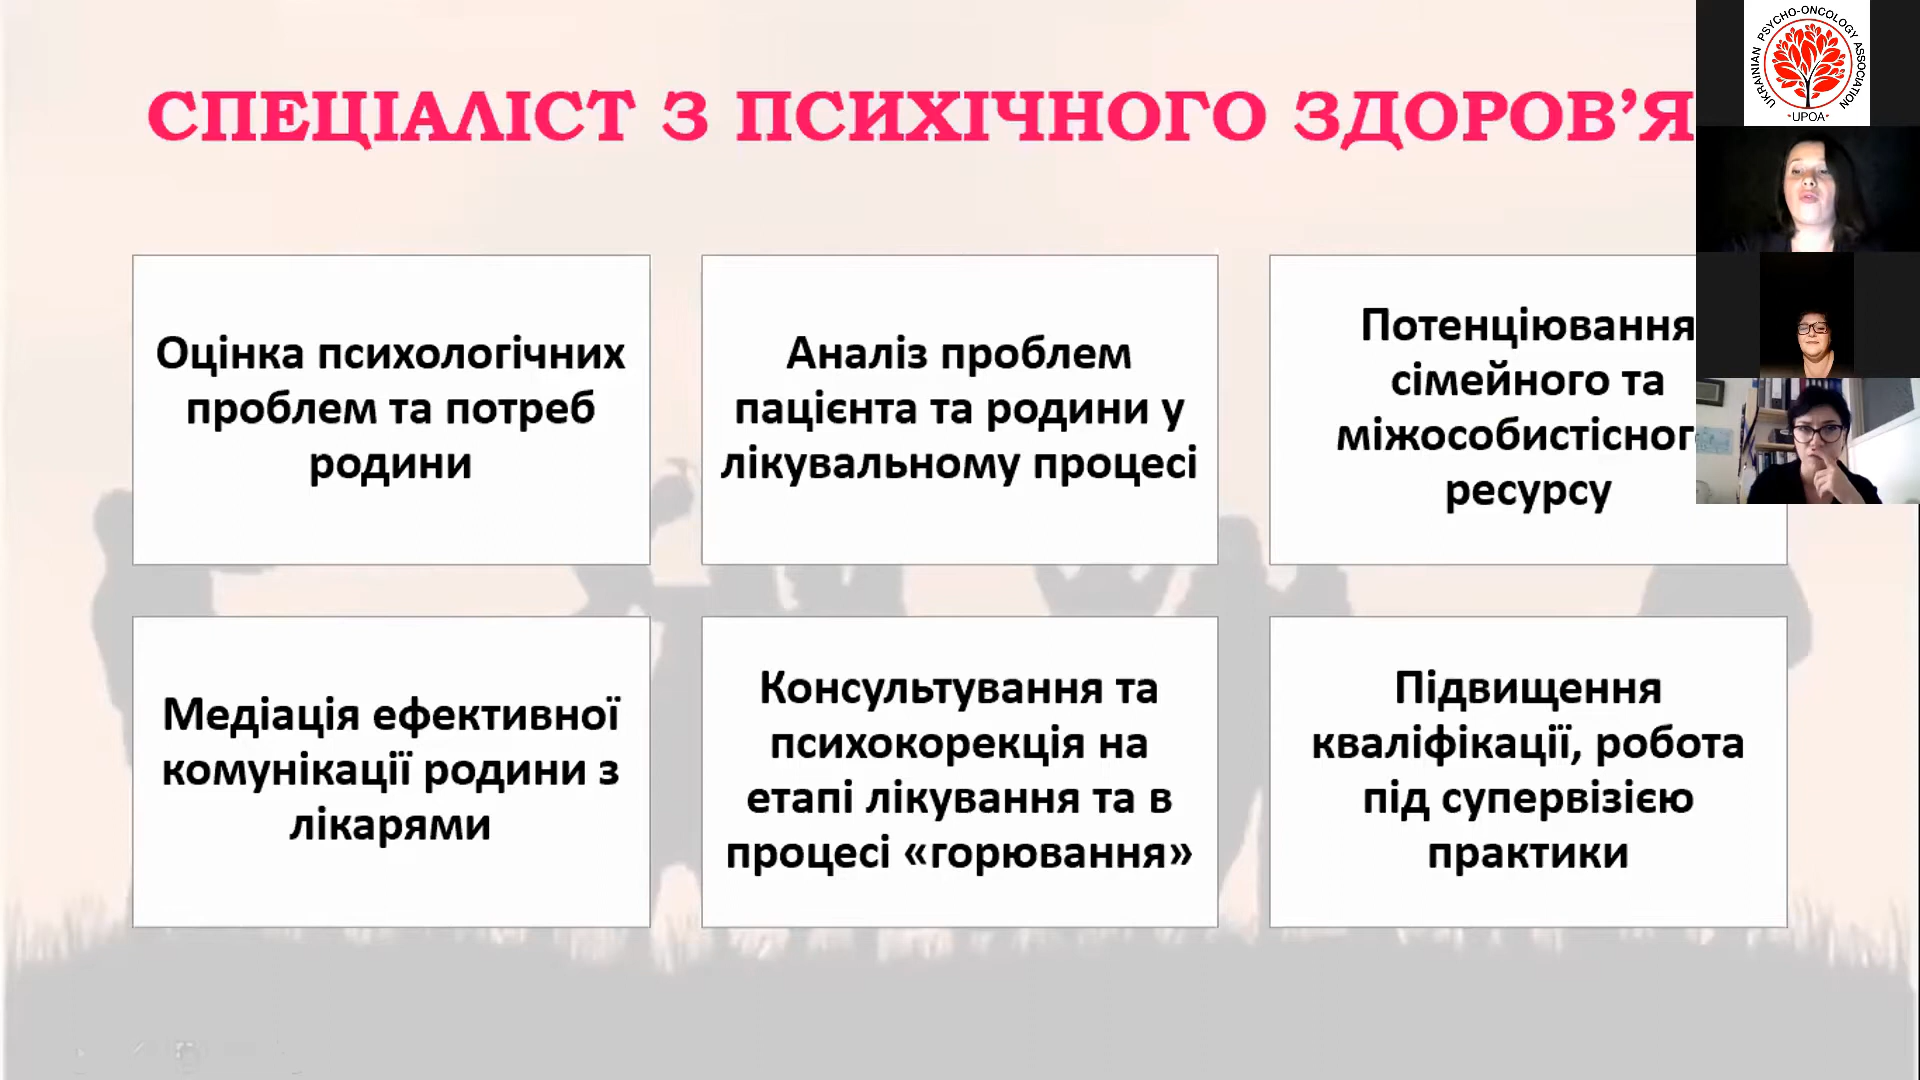 СПЕЦІАЛІСТ З ПСИХІЧНОГО ЗДОРОВ’Я
UKRAINIAN PSYCHO-ONCOLOGY ASSOCIATION
•UPOA•
Оцінка психологічних
проблем та потреб
родини
Аналіз проблем
пацієнта та родини у
лікувальному процесі
Потенціювання
сімейного та
ресурсу
Медіація ефективної
комунікації родини з
лікарями
Консультування та
психокорекція на
етапі лікування та в
процесі «горювання»
Підвищення
кваліфікації, робота
під супервізією
практики